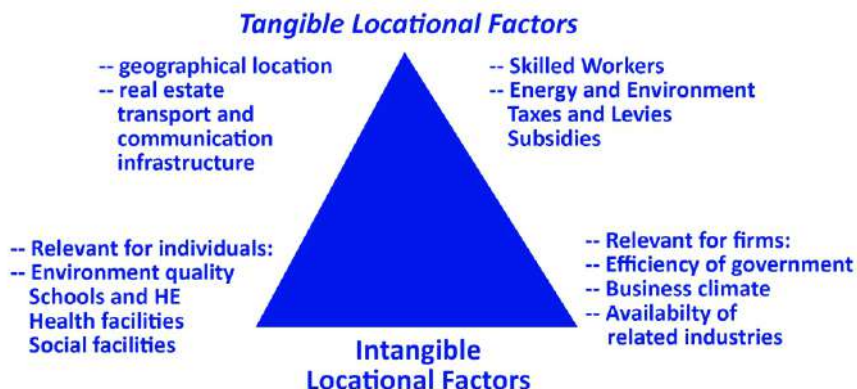 Tangible Locational Factors
-- geographical location
-- real estate
transport and
communication
infrastructure
-- Skilled Workers
-- Energy and Environment
Taxes and Levies
Subsidies
-- Relevant for individuals:
-- Environment quality
Schools and HE
Health facilities
Social facilities
-- Relevant for firms:
-- Efficiency of government
-- Business climate
-- Availabilty of
related industries
Intangible
Locational Factors